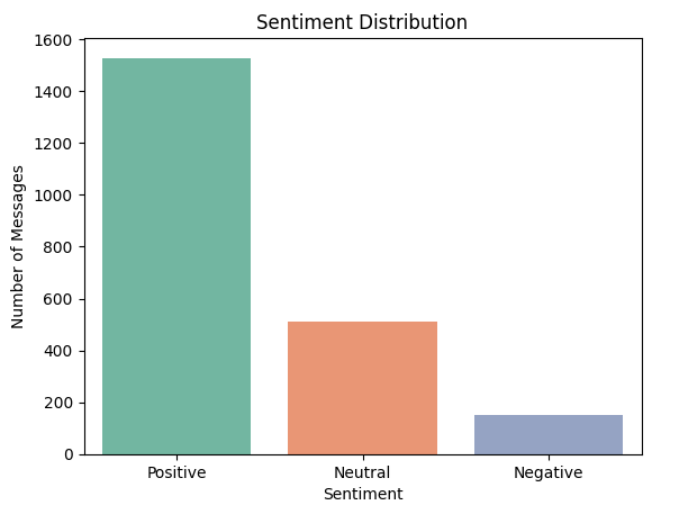 Sentiment Distribution
Number of Messages
1600
1400
1200
1000
800
600
400
200
0
Positive Neutral Negative
Sentiment